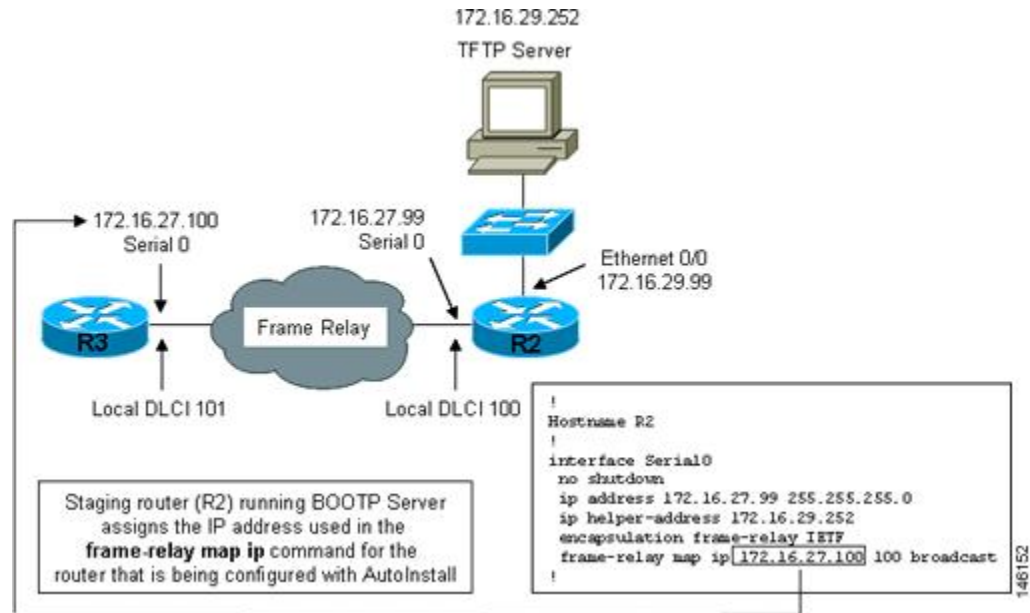 172.16.29.252
TFTP Server
172.16.27.100
Serial 0
172.16.27.99
Serial 0
Ethernet 0/0
172.16.29.99
R3
Frame Relay
R2
Local DLCI 101
Local DLCI 100
Staging router (R2) running BOOTP Server
assigns the IP address used in the
frame-relay map ip command for the
router that is being configured with AutoInstall
!
Hostname R2
!
interface Serial0
no shutdown
ip address 172.16.27.99 255.255.255.0
ip helper-address 172.16.29.252
encapsulation frame-relay IETF
frame-relay map ip 172.16.27.100 100 broadcast
!
146152